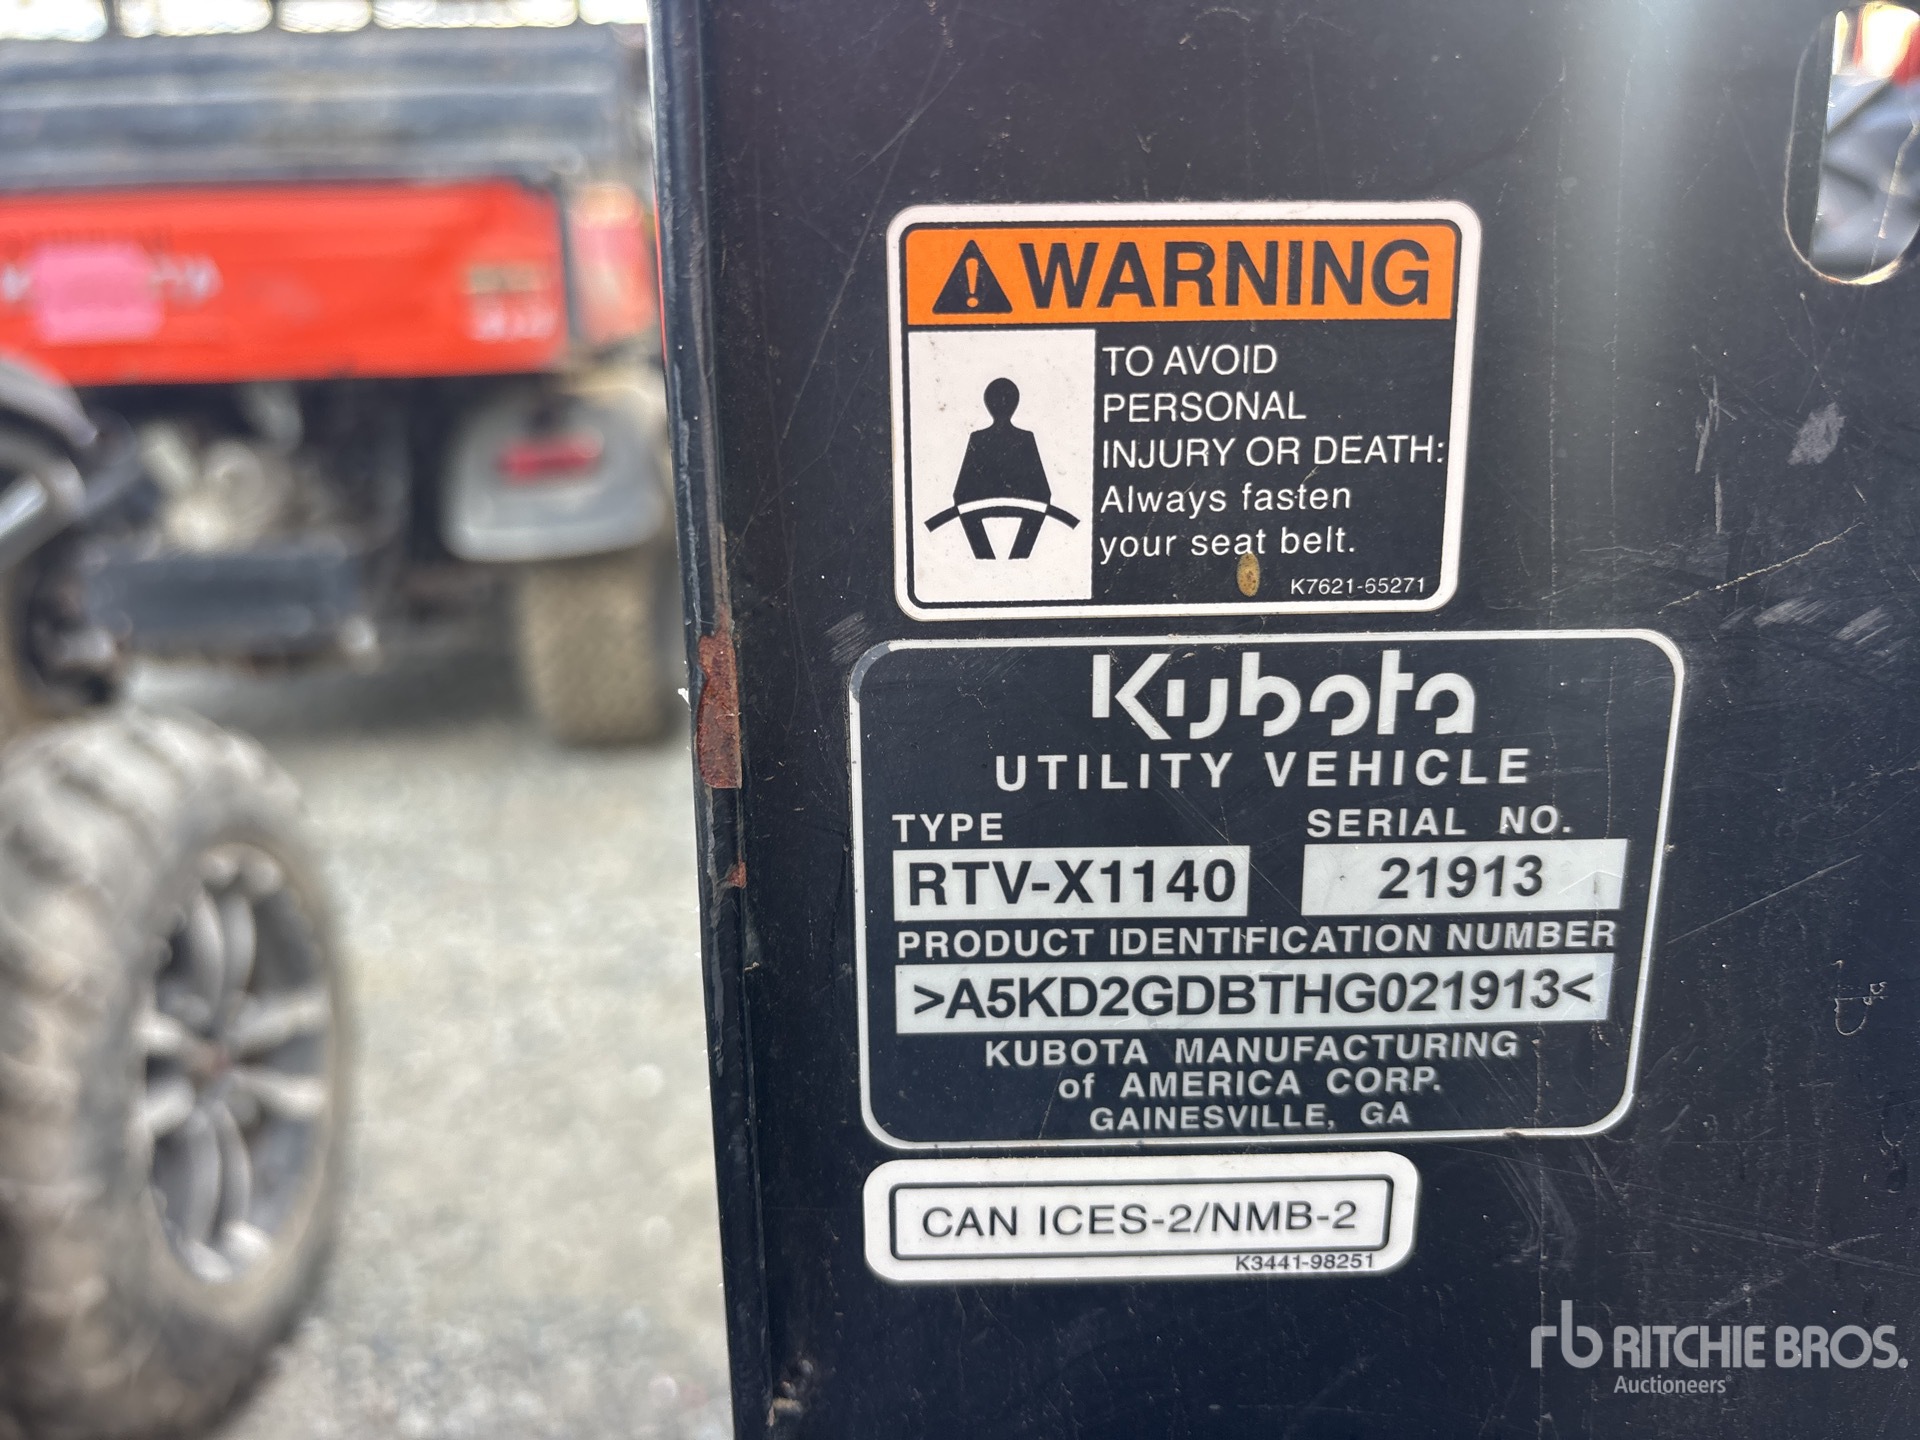 WARNING
TO AVOID
PERSONAL
INJURY OR DEATH:
Always fasten
your seat belt.
K7621-65271
Kubota
UTILITY VEHICLE
TYPE SERIAL NO.
RTV-X1140 21913
PRODUCT IDENTIFICATION NUMBER
>A5KD2GDBTHG021913<
KUBOTA MANUFACTURING
of AMERICA CORP.
GAINESVILLE, GA
CAN ICES-2/NMB-2
K3441-98251
rb RITCHIE BROS.
Auctioneers